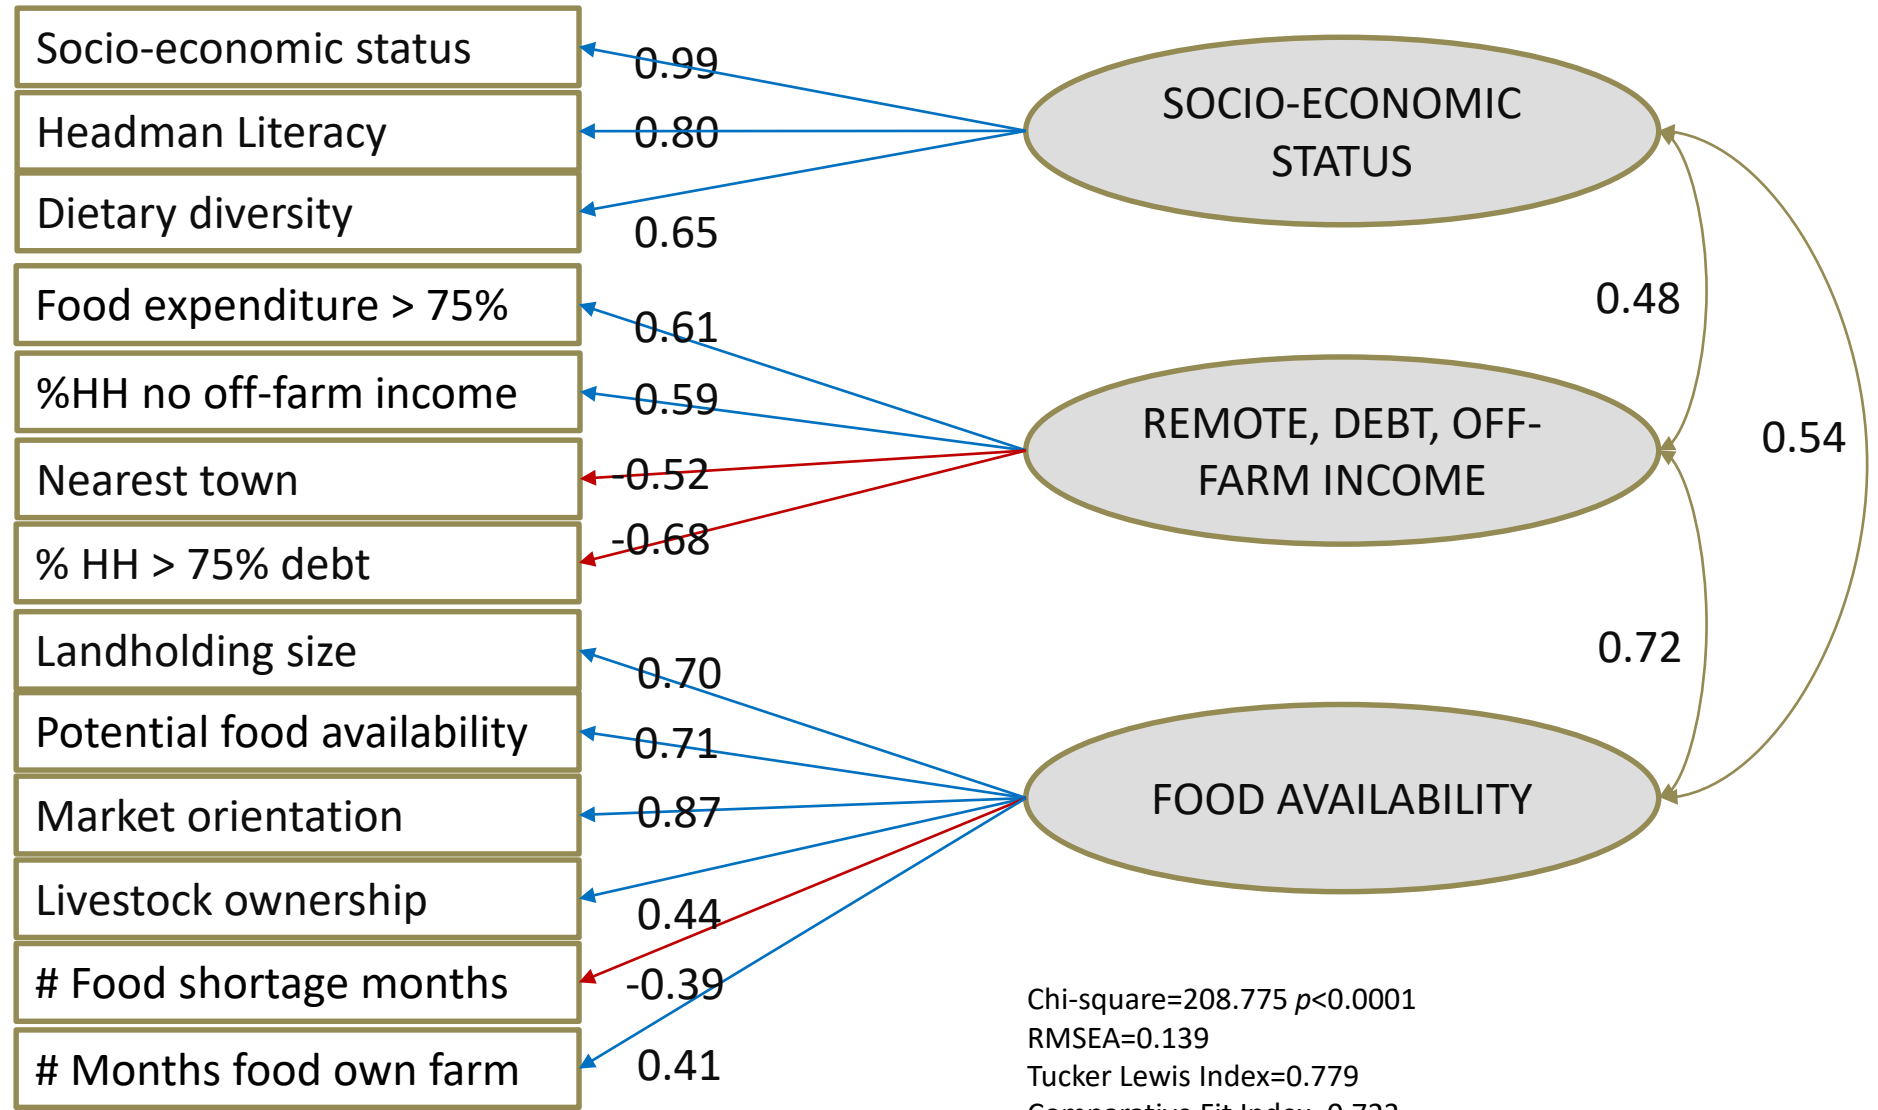 Socio-economic status
Headman Literacy
Dietary diversity
Food expenditure > 75%
%HH no off-farm income
Nearest town
% HH > 75% debt
Landholding size
Potential food availability
Market orientation
Livestock ownership
# Food shortage months
# Months food own farm
0.99
0.80
0.65
0.61
0.59
-0.52
-0.68
0.70
0.71
0.87
0.44
-0.39
0.41
SOCIO-ECONOMIC
STATUS
REMOTE, DEBT, OFF-
FARM INCOME
FOOD AVAILABILITY
0.48
0.54
0.72
Chi-square=208.775 p<0.0001
RMSEA=0.139
Tucker Lewis Index=0.779
Comparative Fit Index